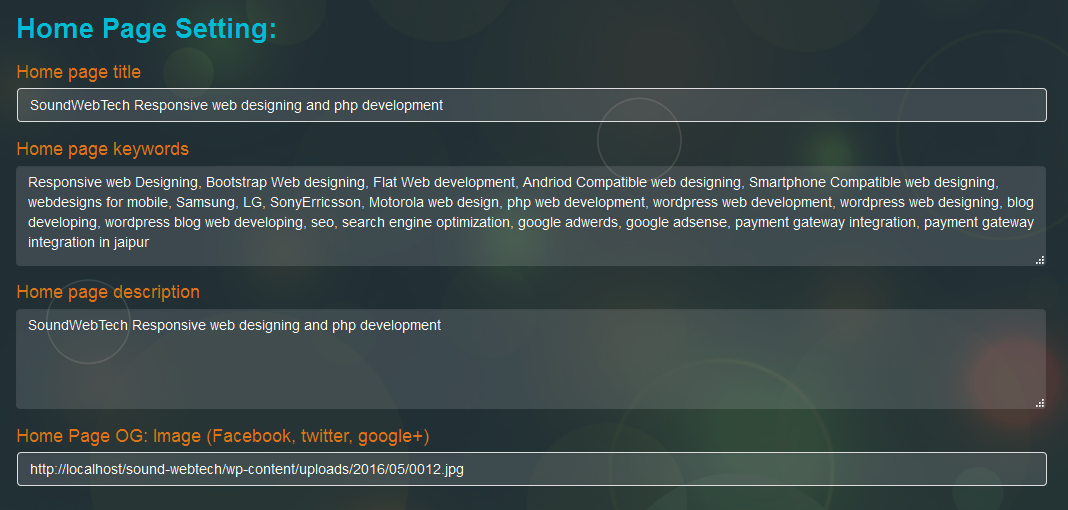 Home Page Setting:
Home page title
SoundWebTech Responsive web designing and php development
Home page keywords
Responsive web Designing, Bootstrap Web designing, Flat Web development, Andriod Compatible web designing, Smartphone Compatible web designing,
webdesigns for mobile, Samsung, LG, SonyErricsson, Motorola web design, php web development, wordpress web development, wordpress web designing, blog
developing, wordpress blog web developing, seo, search engine optimization, google adwerds, google adsense, payment gateway integration, payment gateway
integration in jaipur
Home page description
SoundWebTech Responsive web designing and php development
Home Page OG: Image (Facebook, twitter, google+)
http://localhost/sound-webtech/wp-content/uploads/2016/05/0012.jpg